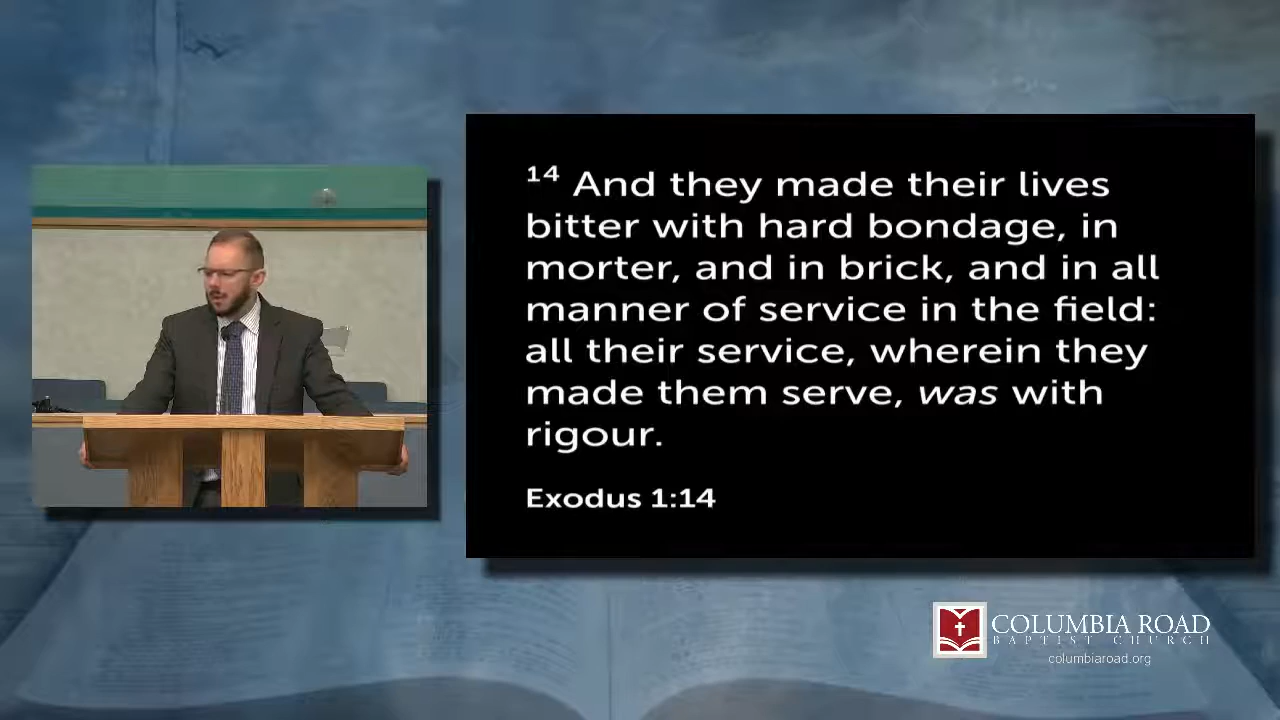 14 And they made their lives
bitter with hard bondage, in
morter, and in brick, and in all
manner of service in the field:
all their service, wherein they
made them serve, was with
rigour.
Exodus 1:14
COLUMBIA ROAD
BAPTIST CHURCH
columbiaroad.org